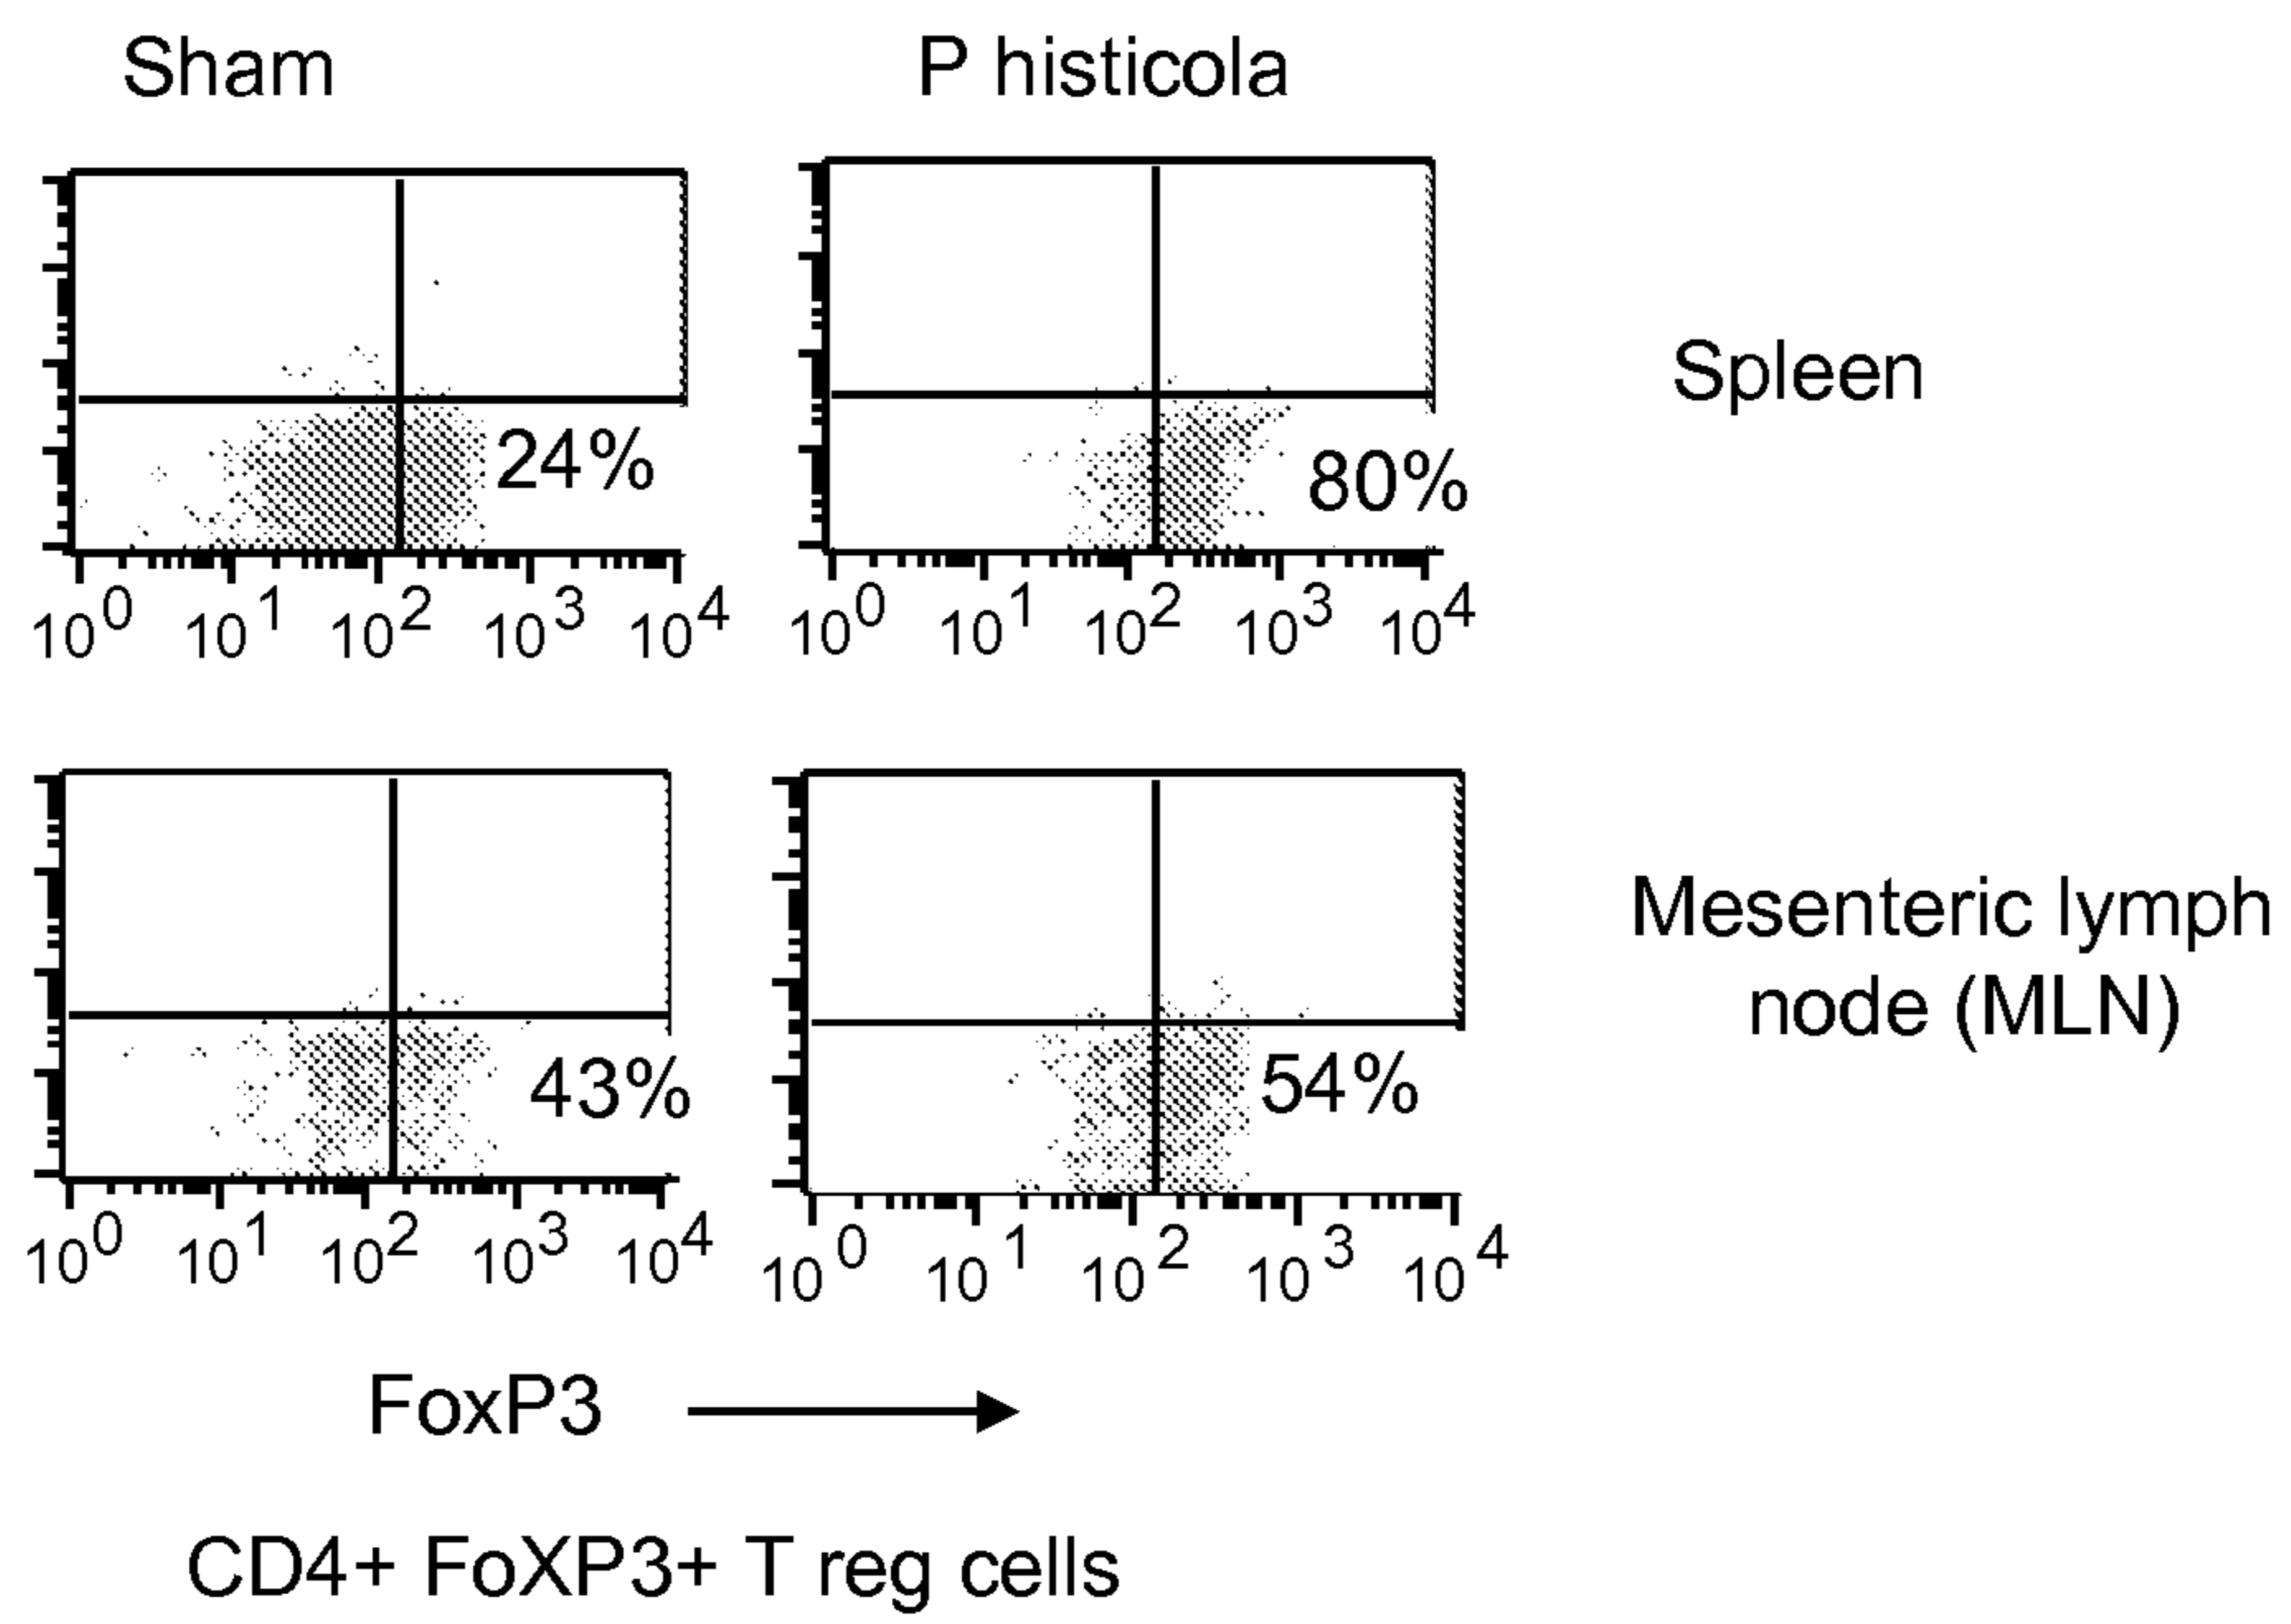 Sham P histicola
24% 80% Spleen
10^0 10^1 10^2 10^3 10^4 10^0 10^1 10^2 10^3 10^4
43% 54% Mesenteric lymph
node (MLN)
10^0 10^1 10^2 10^3 10^4 10^0 10^1 10^2 10^3 10^4
FoxP3
CD4+ FoXP3+ T reg cells